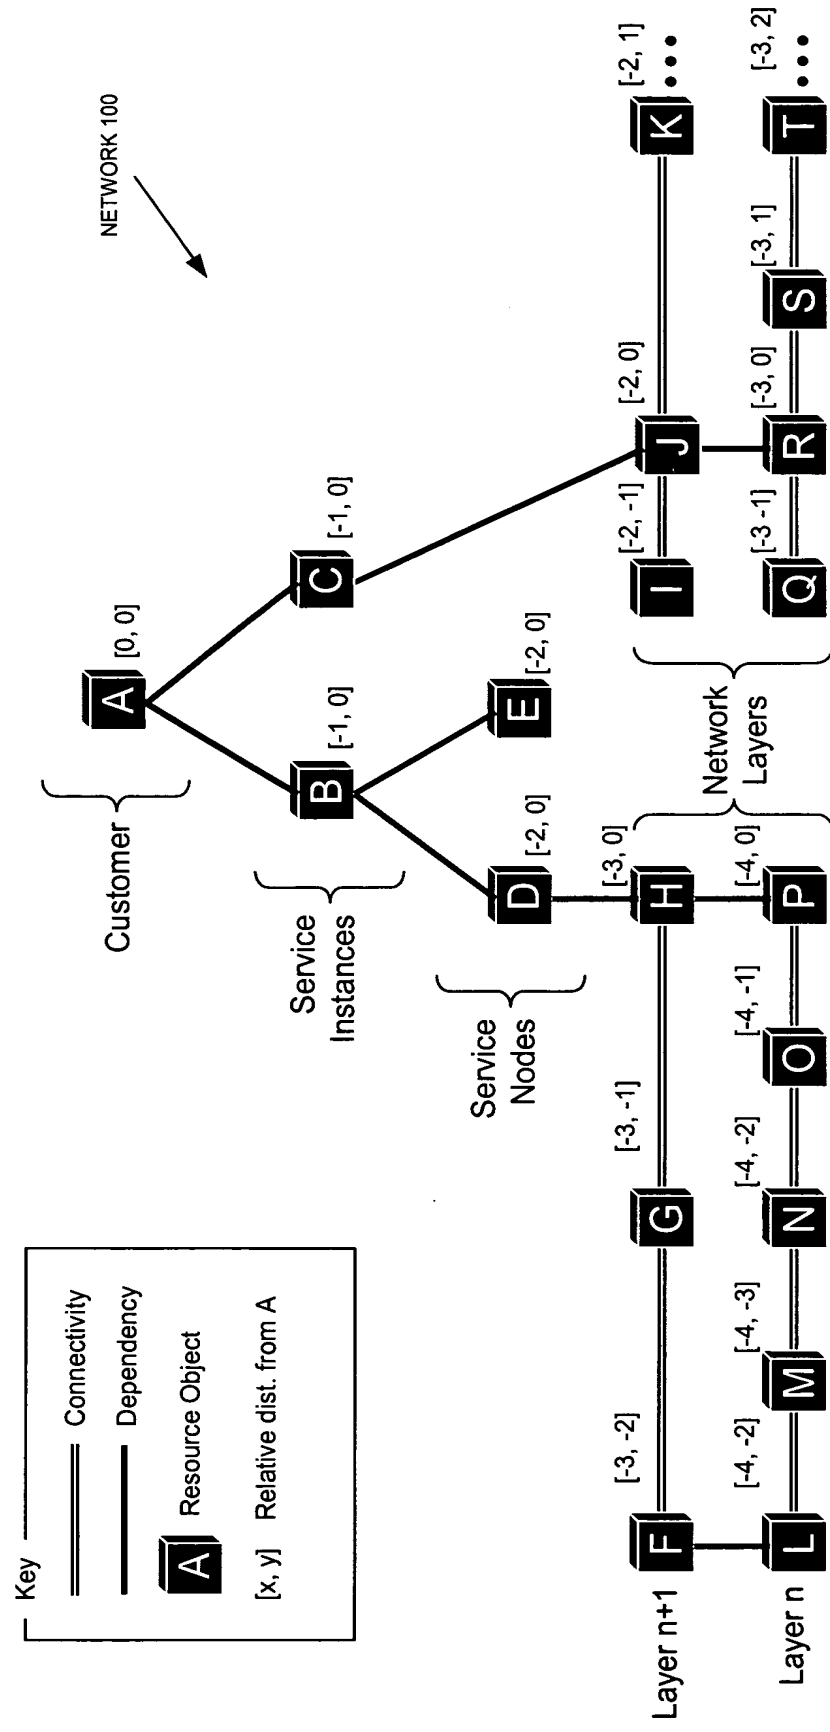 Key
Connectivity
Dependency
A
Resource Object
[x, y]
Relative dist. from A
NETWORK 100
Customer
A
[0, 0]
Service
Instances
B
[-1, 0]
C
[-1, 0]
Service
Nodes
D
[-2, 0]
E
[-2, 0]
Layer n+1
F
[-3, -2]
G
[-3, -1]
H
[-3, 0]
Network
Layers
I
[-2, -1]
J
[-2, 0]
K
[-2, 1]
Layer n
L
[-4, -2]
M
[-4, -3]
N
[-4, -2]
O
[-4, -1]
P
[-4, 0]
Q
[-3 -1]
R
[-3, 0]
S
[-3, 1]
T
[-3, 2]